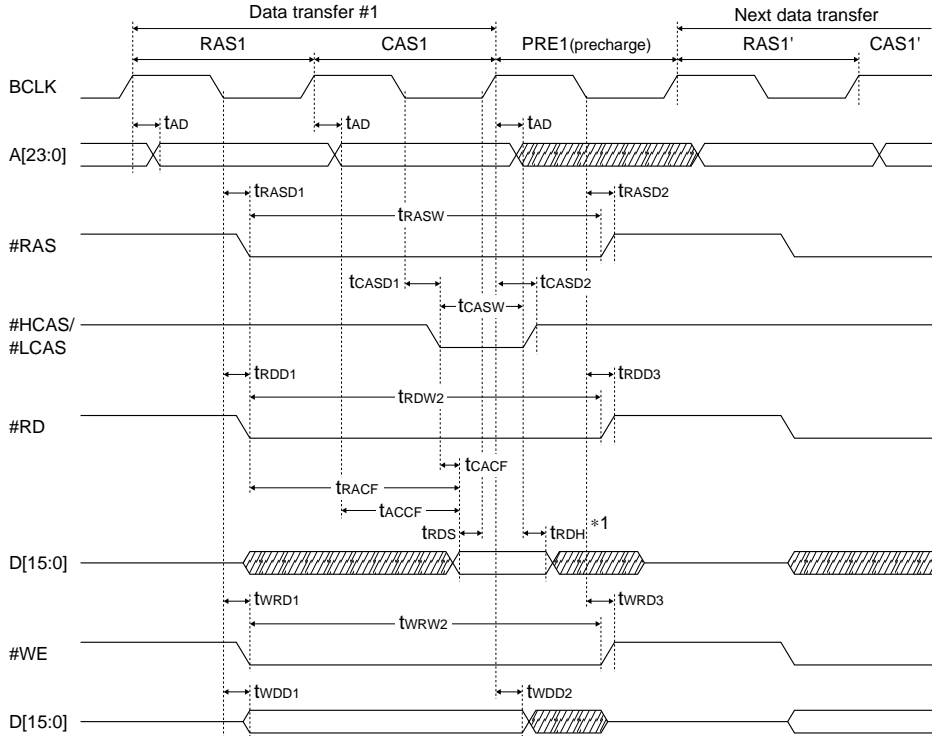 Data transfer #1 Next data transfer
RAS1 CAS1 PRE1(precharge) RAS1' CAS1'
BCLK
tAD tAD tAD
A[23:0]
tRASD1 tRASD2
tRASW
#RAS
tCASD1 tCASD2
tCASW
#HCAS/
#LCAS
tRDD1 tRDD3
tRDW2
#RD
tCACF
tRACF
tACCF
tRDS tRDH *1
D[15:0]
tWRD1 tWRD3
tWRW2
#WE
tWDD1 tWDD2
D[15:0]